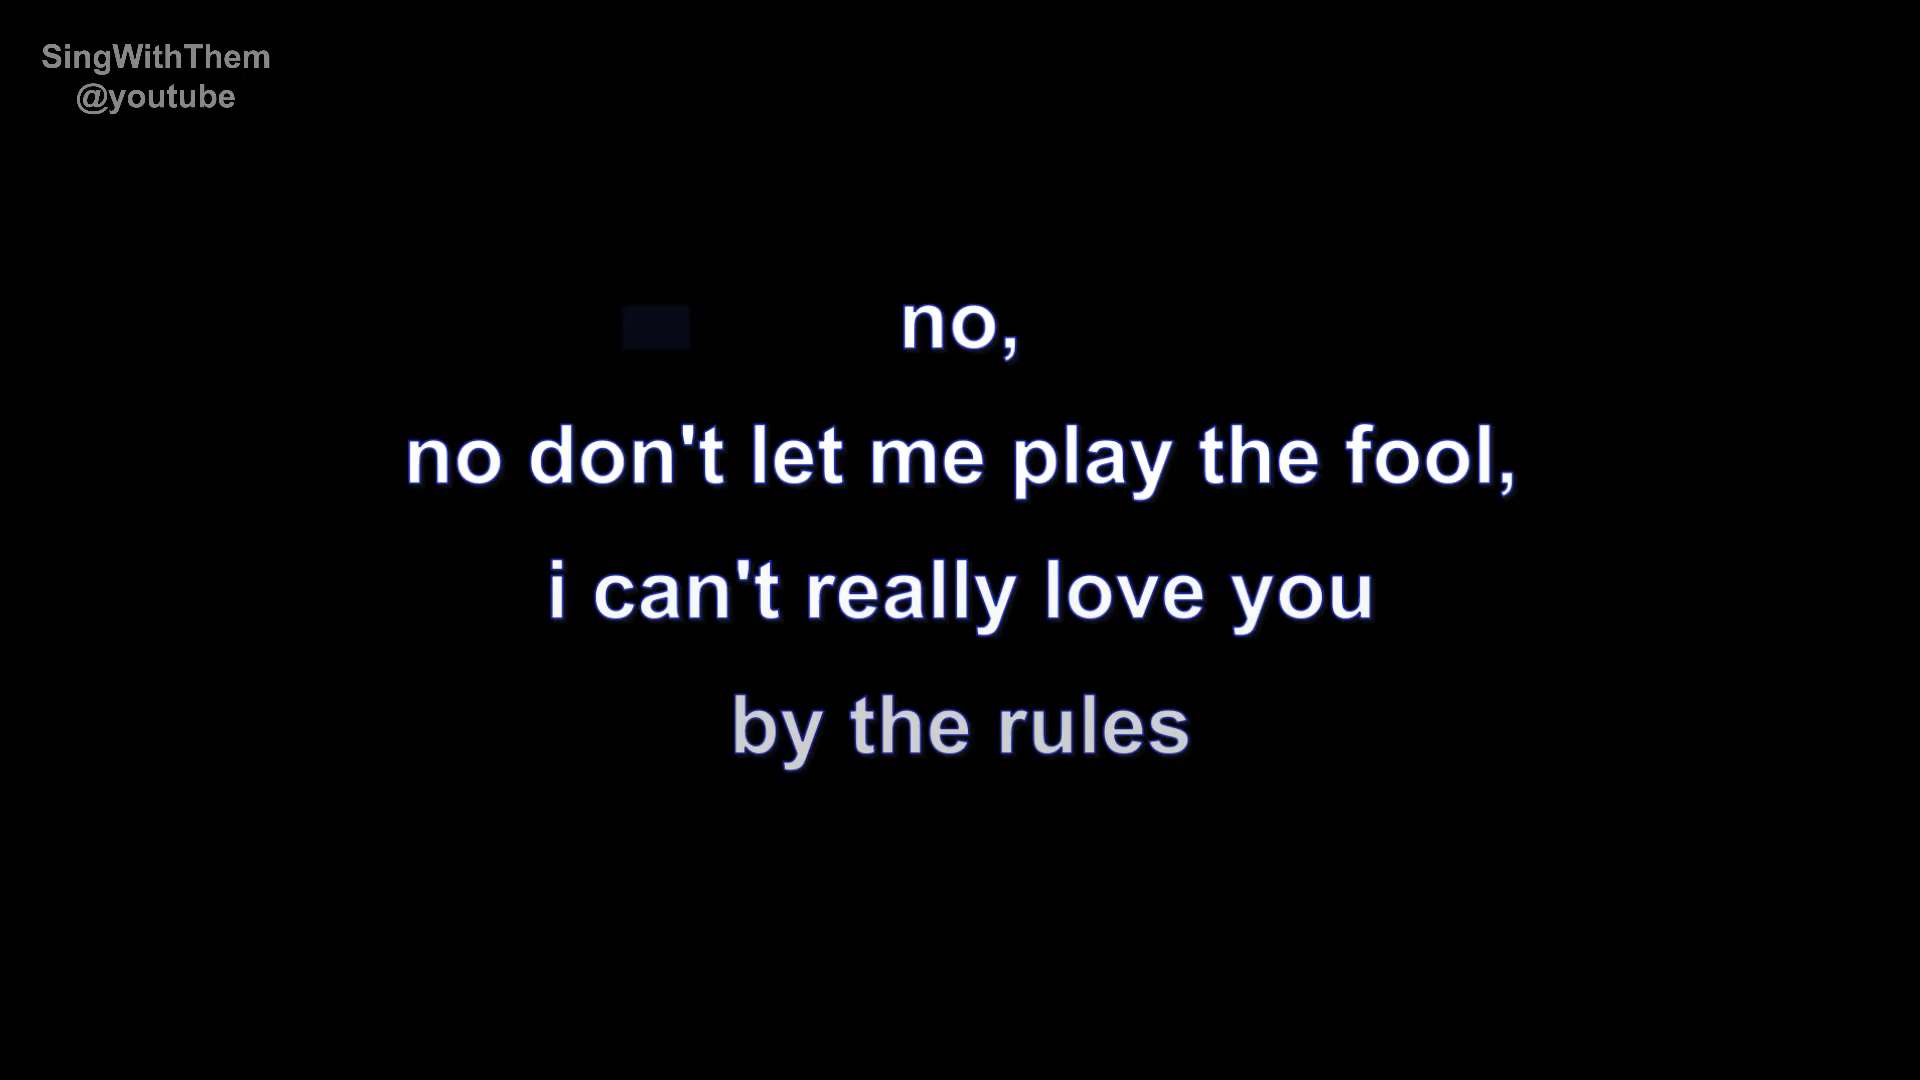 SingWithThem
@youtube
no,
no don't let me play the fool,
i can't really love you
by the rules